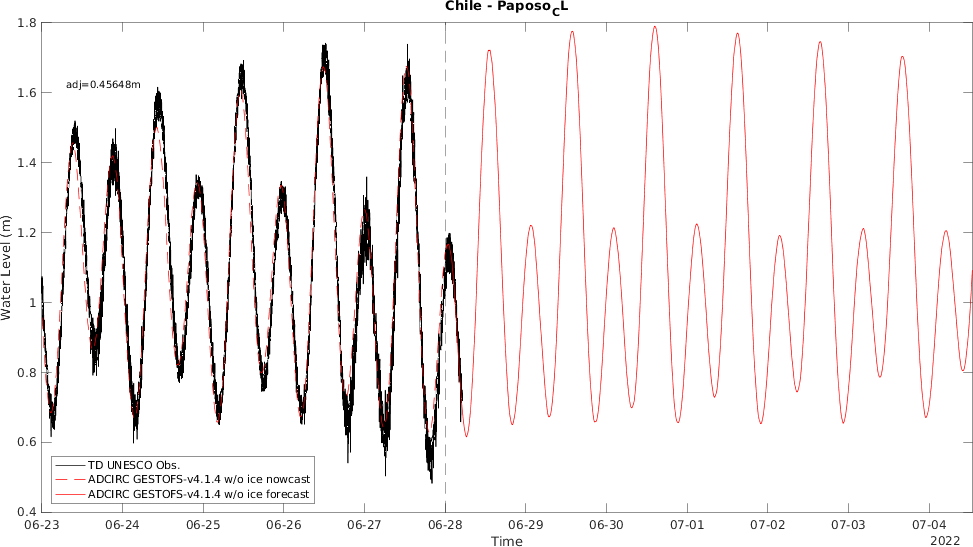 Chile - Paposo_CL
1.8
1.6
1.4
1.2
1
0.8
0.6
0.4
Water Level (m)
adj=0.45648m
TD UNESCO Obs.
ADCIRC GESTOFS-v4.1.4 w/o ice nowcast
ADCIRC GESTOFS-v4.1.4 w/o ice forecast
06-23 06-24 06-25 06-26 06-27 06-28 06-29 06-30 07-01 07-02 07-03 07-04
Time
2022